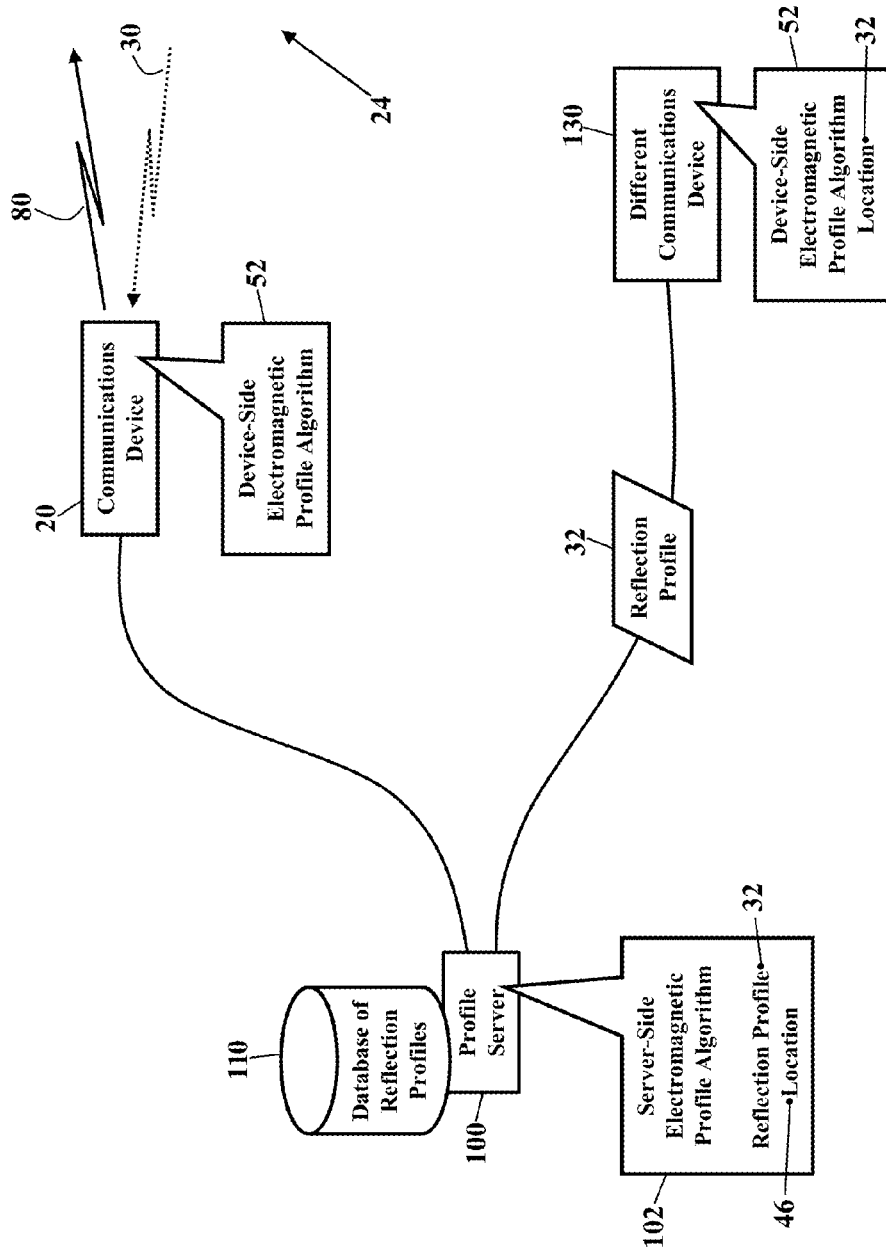 110
Database of
Reflection
Profiles
Profile
Server
100
Server-Side
Electromagnetic
Profile Algorithm
Reflection Profile
32
Location
46
102
20
Communications
Device
80
30
24
52
Device-Side
Electromagnetic
Profile Algorithm
32
Reflection
Profile
130
Different
Communications
Device
52
Device-Side
Electromagnetic
Profile Algorithm
Location
32